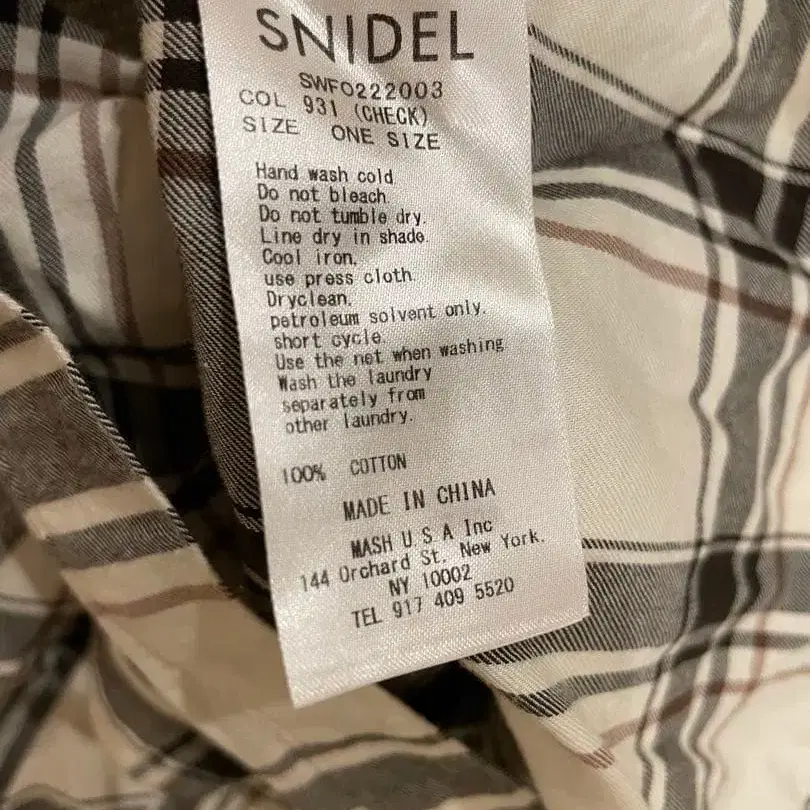 SNIDEL
SWFO222003
COL 931 (CHECK)
SIZE ONE SIZE
Hand wash cold
Do not bleach.
Do not tumble dry.
Line dry in shade.
Cool iron.
use press cloth.
Dryclean.
petroleum solvent only.
short cycle.
Use the net when washing
Wash the laundry
separately from
other laundry.
100% COTTON
MADE IN CHINA
MASH U S A Inc
144 Orchard St. New York.
NY 10002
TEL 917 409 5520